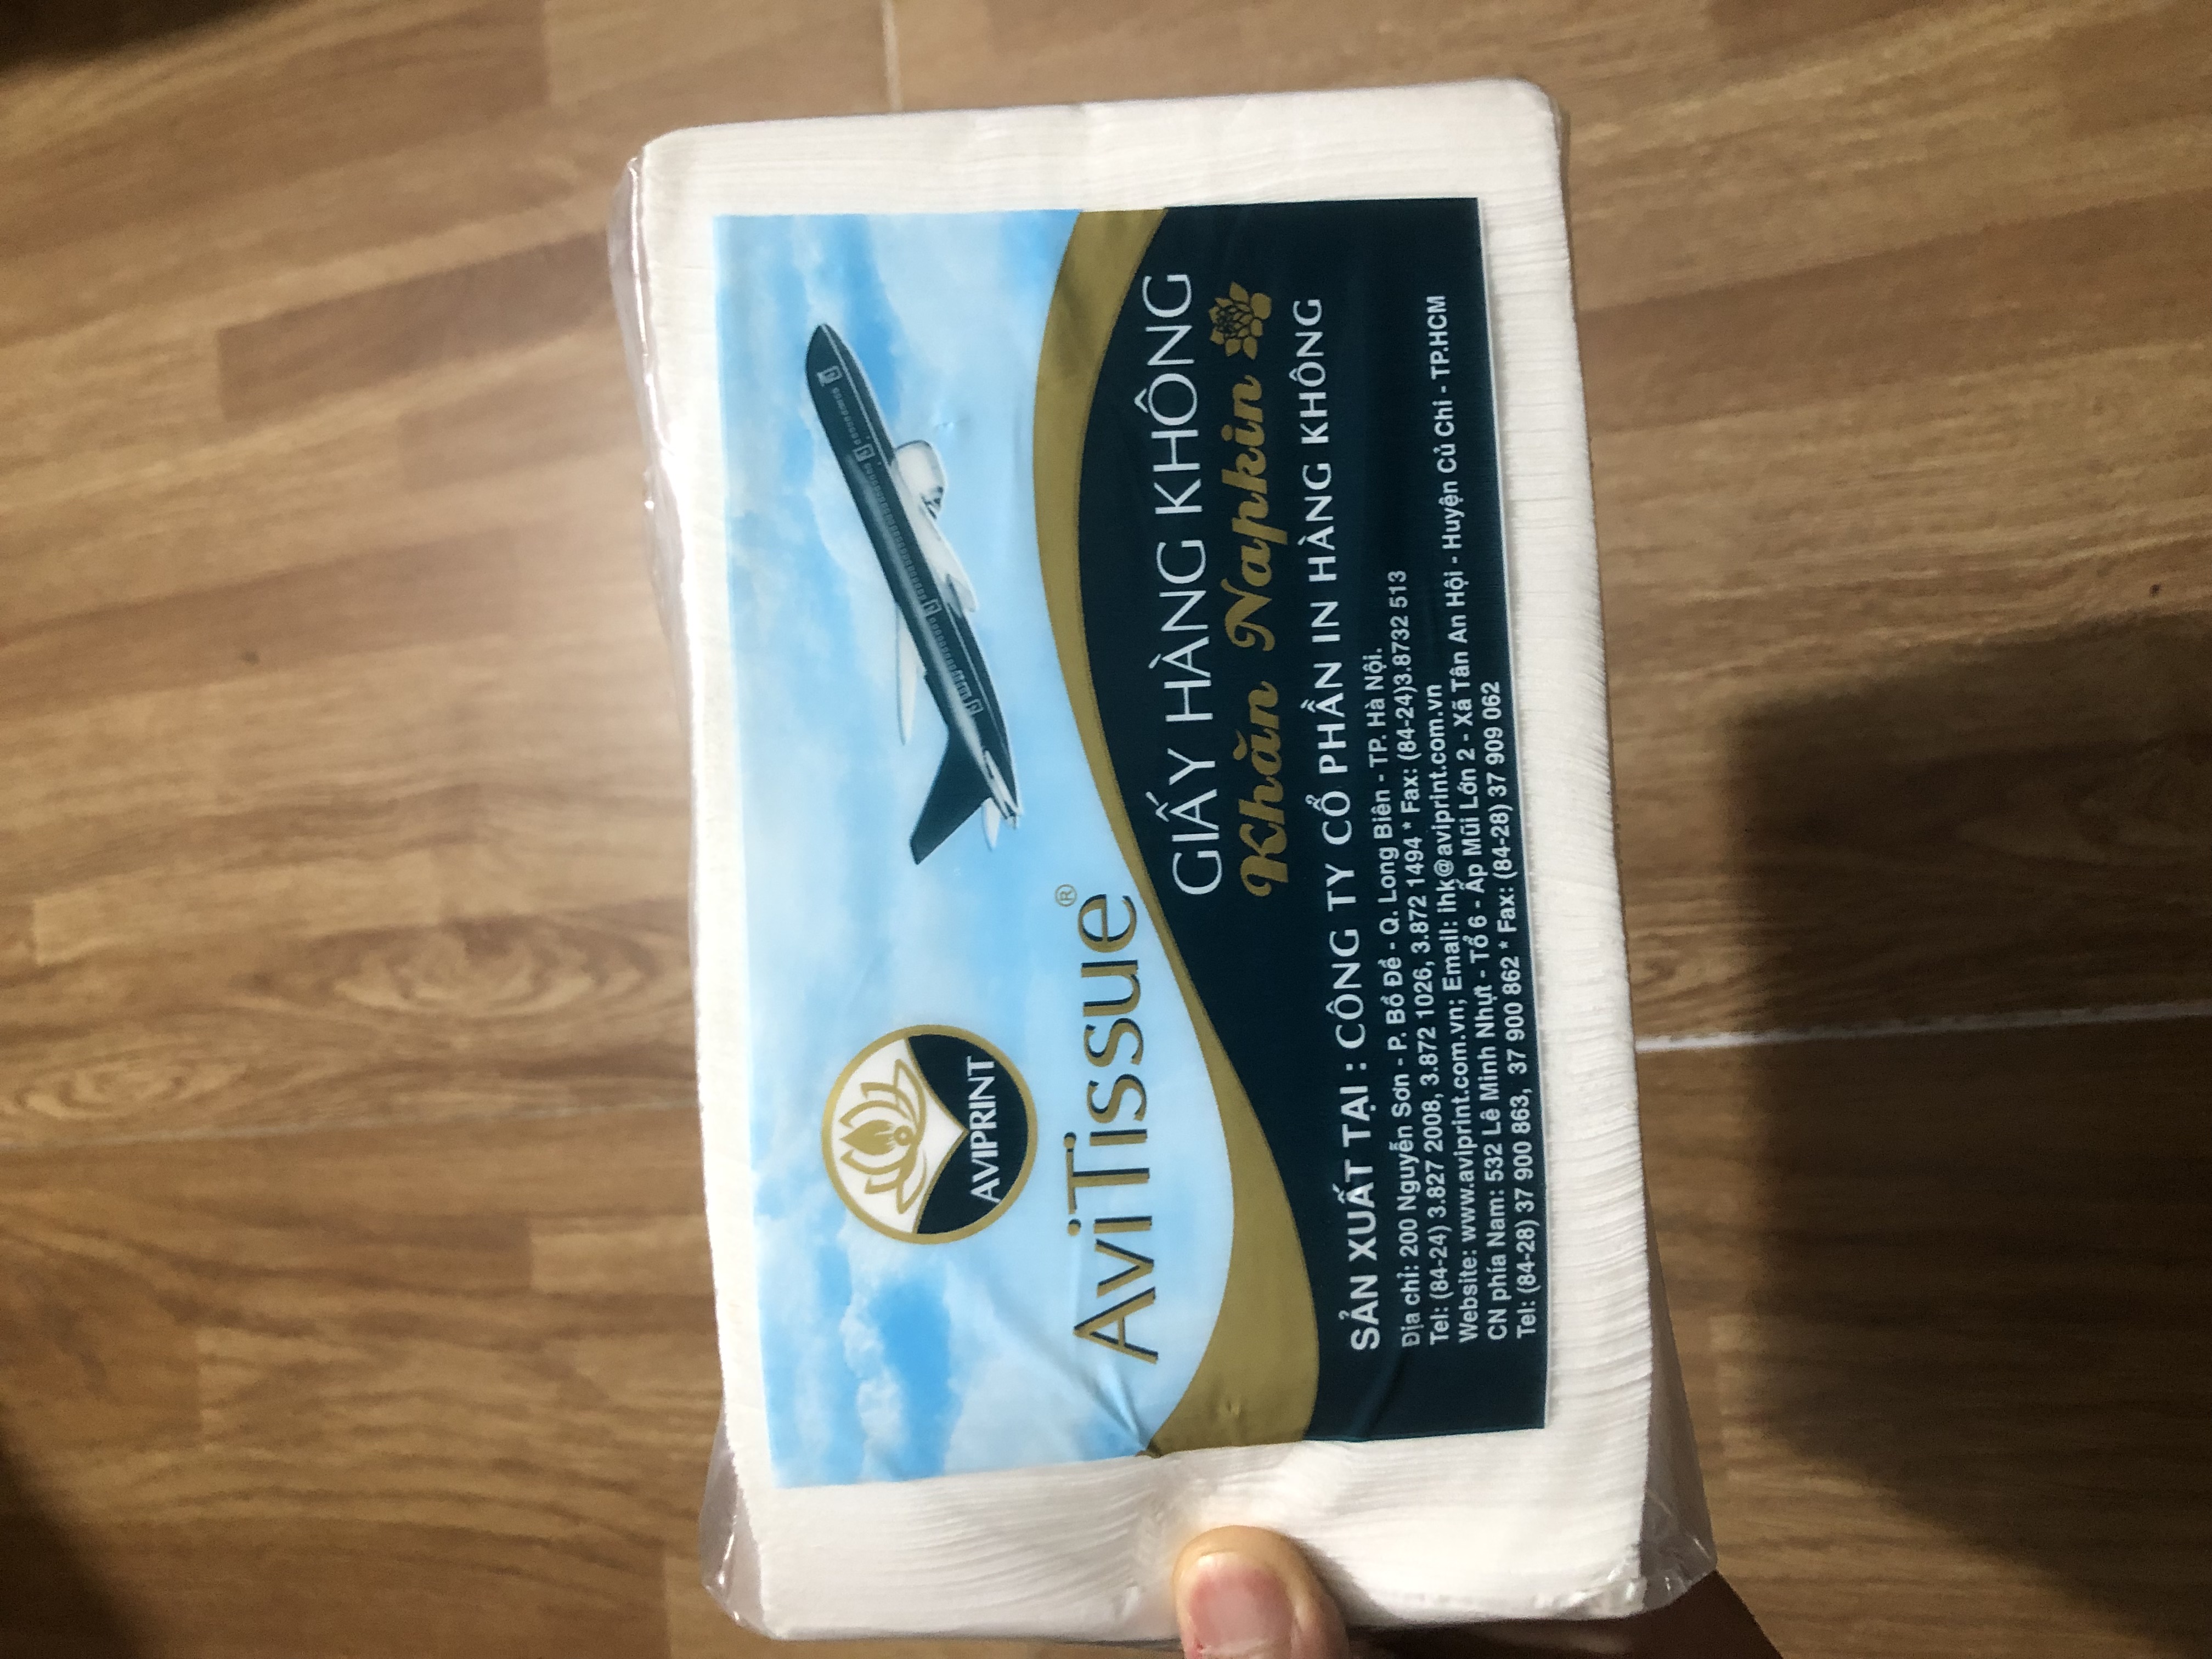 AVIPRINT
AviTissue®
GIẤY HÀNG KHÔNG
Khăn Napkin
SẢN XUẤT TẠI : CÔNG TY CỔ PHẦN IN HÀNG KHÔNG
Địa chỉ: 200 Nguyễn Sơn - P. Bồ Đề - Q. Long Biên - TP. Hà Nội.
Tel: (84-24) 3.827 2008, 3.872 1026, 3.872 1494 * Fax: (84-24)3.8732 513
Website: www.aviprint.com.vn; Email: ihk@aviprint.com.vn
CN phía Nam: 532 Lê Minh Nhựt - Tổ 6 - Ấp Mũi Lớn 2 - Xã Tân An Hội - Huyện Củ Chi - TP.HCM
Tel: (84-28) 37 900 863, 37 900 862 * Fax: (84-28) 37 909 062